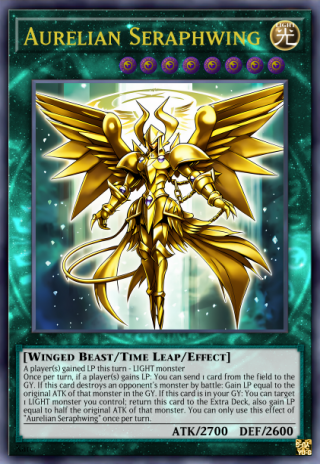 AURELIAN SERAPHWING
LIGHT
光
[WINGED BEAST/TIME LEAP/EFFECT]
A player(s) gained LP this turn - LIGHT monster
Once per turn, if a player(s) gains LP: You can send 1 card from the field to the
GY. If this card destroys an opponent's monster by battle: Gain LP equal to the
original ATK of that monster in the GY. If this card is in your GY: You can target
1 LIGHT monster you control; return this card to the Extra Deck, also gain LP
equal to half the original ATK of that monster. You can only use this effect of
"Aurelian Seraphwing" once per turn.
ATK/2700 DEF/2600